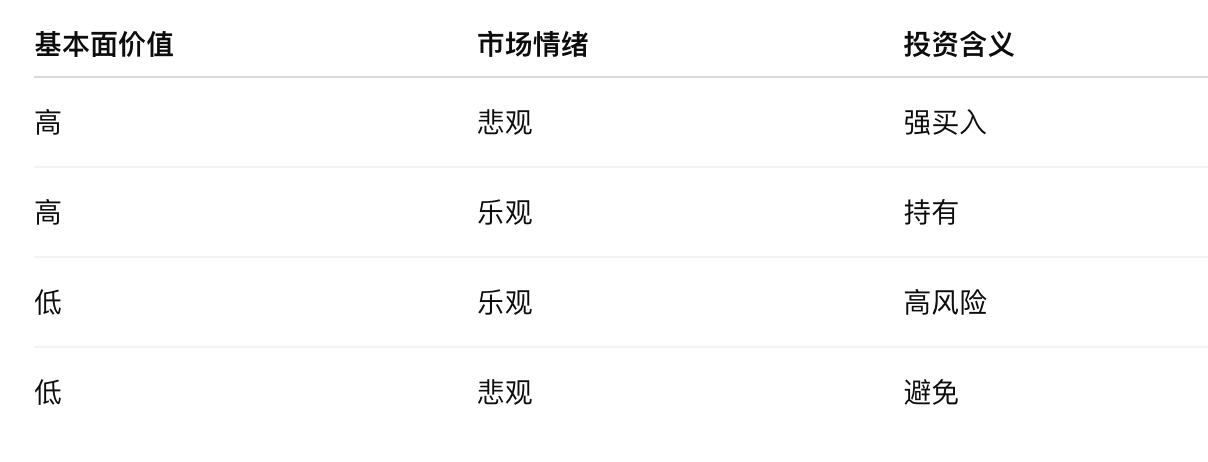 基本面价值 市场情绪 投资含义
高 悲观 强买入
高 乐观 持有
低 乐观 高风险
低 悲观 避免